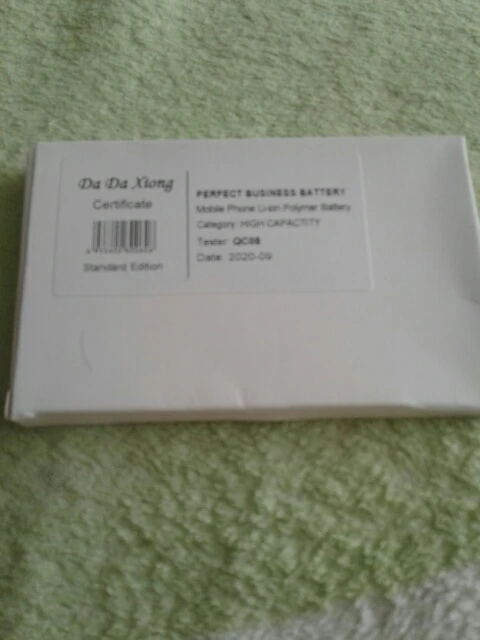 Da Da Xiong
Certificate
Standard Edition
PERFECT BUSINESS BATTERY
Mobile Phone Li-ion Polymer Battery
Category: HIGH CAPACTITY
Tester: QC08
Date: 2020-09